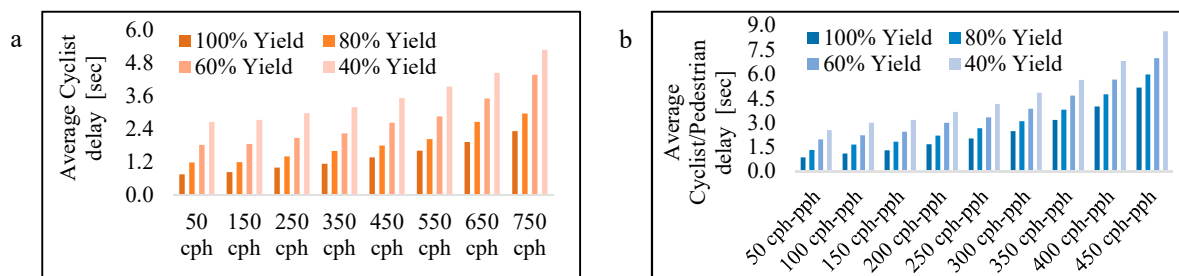 a
Average Cyclist
delay [sec]
6.0
4.8
3.6
2.4
1.2
0.0
100% Yield
80% Yield
60% Yield
40% Yield
50 cph
150 cph
250 cph
350 cph
450 cph
550 cph
650 cph
750 cph
b
Average
Cyclist/Pedestrian
delay [sec]
9.0
7.5
6.0
4.5
3.0
1.5
0.0
100% Yield
80% Yield
60% Yield
40% Yield
50 cph-pph
100 cph-pph
150 cph-pph
200 cph-pph
250 cph-pph
300 cph-pph
350 cph-pph
400 cph-pph
450 cph-pph